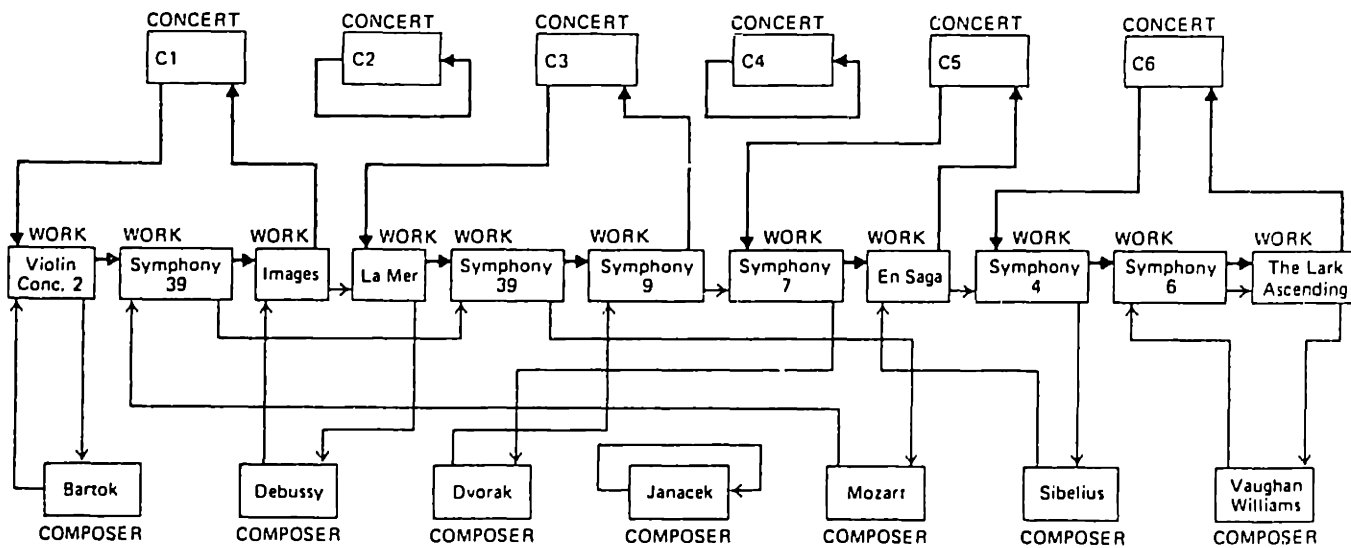 CONCERT
C1
CONCERT
C2
CONCERT
C3
CONCERT
C4
CONCERT
C5
CONCERT
C6
WORK
Violin
Conc. 2
WORK
Symphony
39
WORK
Images
WORK
La Mer
WORK
Symphony
39
WORK
Symphony
9
WORK
Symphony
7
WORK
En Saga
WORK
Symphony
4
WORK
Symphony
6
WORK
The Lark
Ascending
Bartok
COMPOSER
Debussy
COMPOSER
Dvorak
COMPOSER
Janacek
COMPOSER
Mozart
COMPOSER
Sibelius
COMPOSER
Vaughan
Williams
COMPOSER